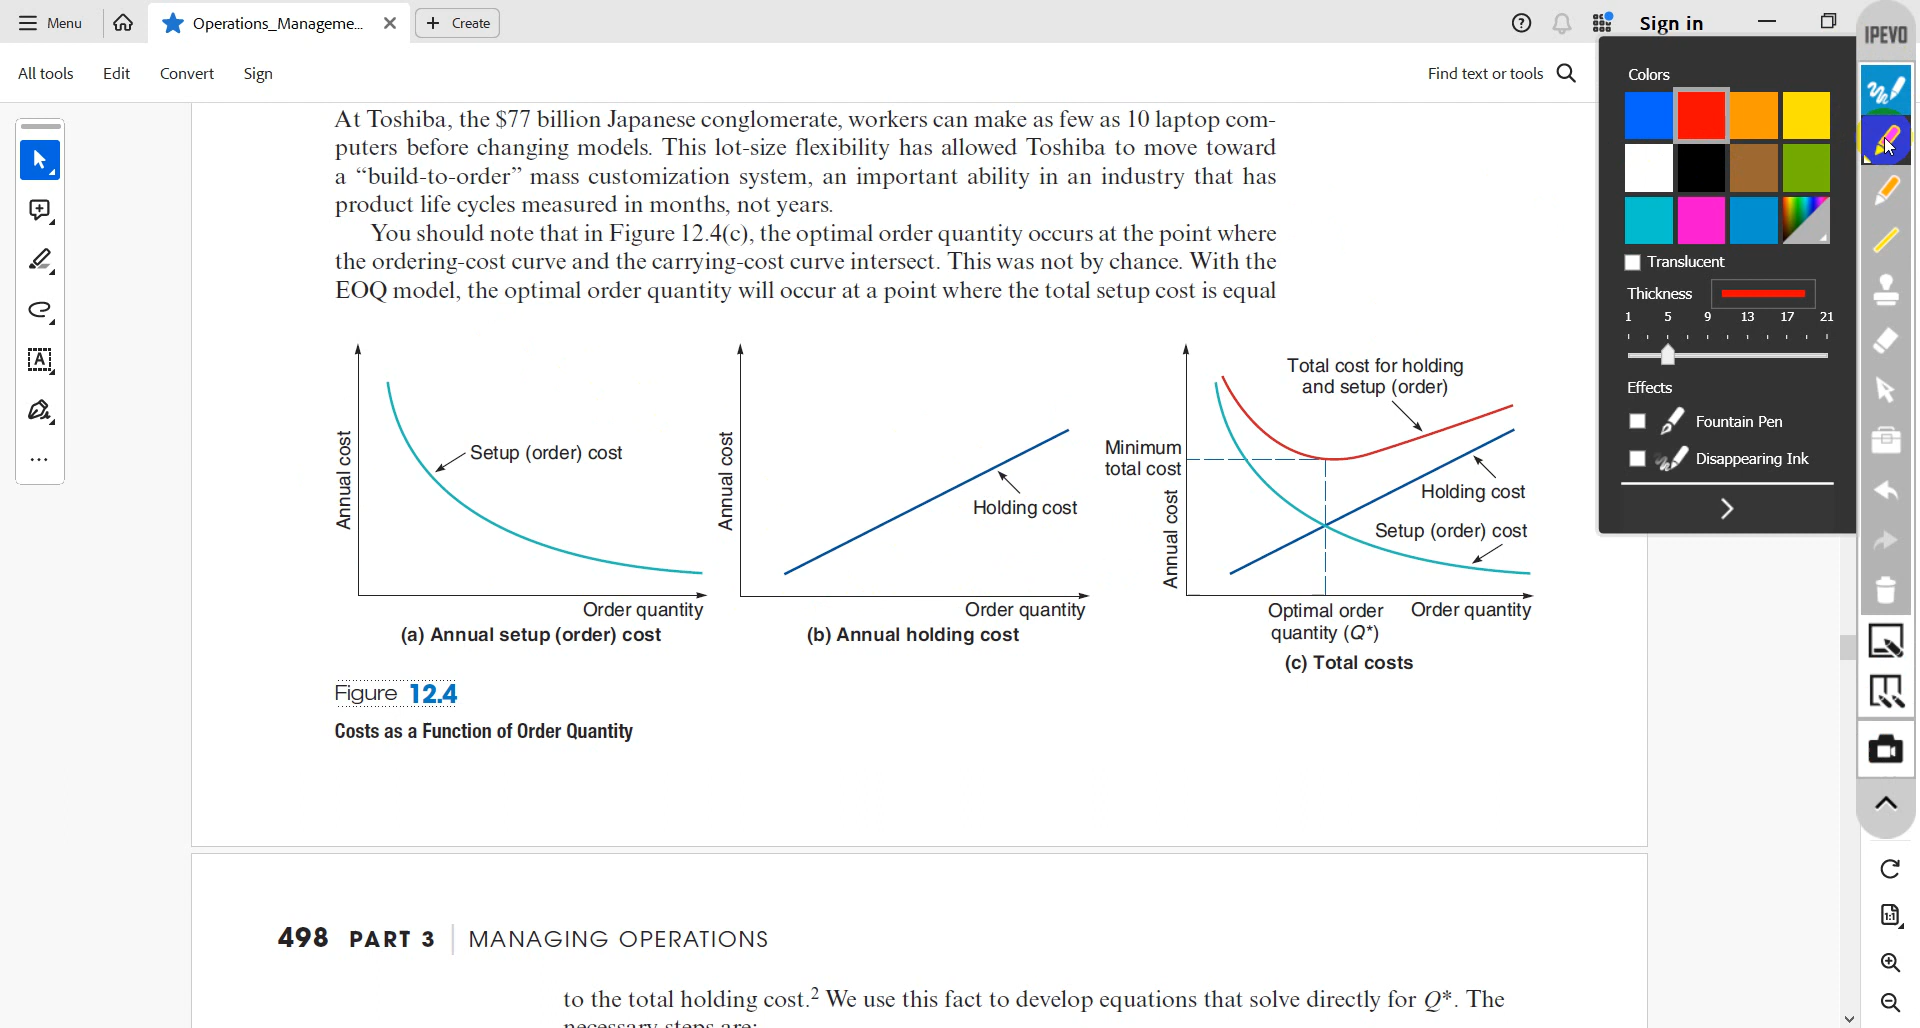 Menu
Operations_Manageme...
Create
Sign in
IPEVO
All tools
Edit
Convert
Sign
Find text or tools
At Toshiba, the $77 billion Japanese conglomerate, workers can make as few as 10 laptop com-
puters before changing models. This lot-size flexibility has allowed Toshiba to move toward
a “build-to-order” mass customization system, an important ability in an industry that has
product life cycles measured in months, not years.
You should note that in Figure 12.4(c), the optimal order quantity occurs at the point where
the ordering-cost curve and the carrying-cost curve intersect. This was not by chance. With the
EOQ model, the optimal order quantity will occur at a point where the total setup cost is equal
Annual cost
Setup (order) cost
Order quantity
(a) Annual setup (order) cost
Annual cost
Holding cost
Order quantity
(b) Annual holding cost
Total cost for holding
and setup (order)
Minimum
total cost
Annual cost
Holding cost
Setup (order) cost
Optimal order
quantity (Q*)
Order quantity
(c) Total costs
Figure 12.4
Costs as a Function of Order Quantity
498 PART 3 MANAGING OPERATIONS
to the total holding cost.² We use this fact to develop equations that solve directly for Q*. The
necessary steps are:
Colors
Translucent
Thickness
1 5 9 13 17 21
Effects
Fountain Pen
Disappearing Ink